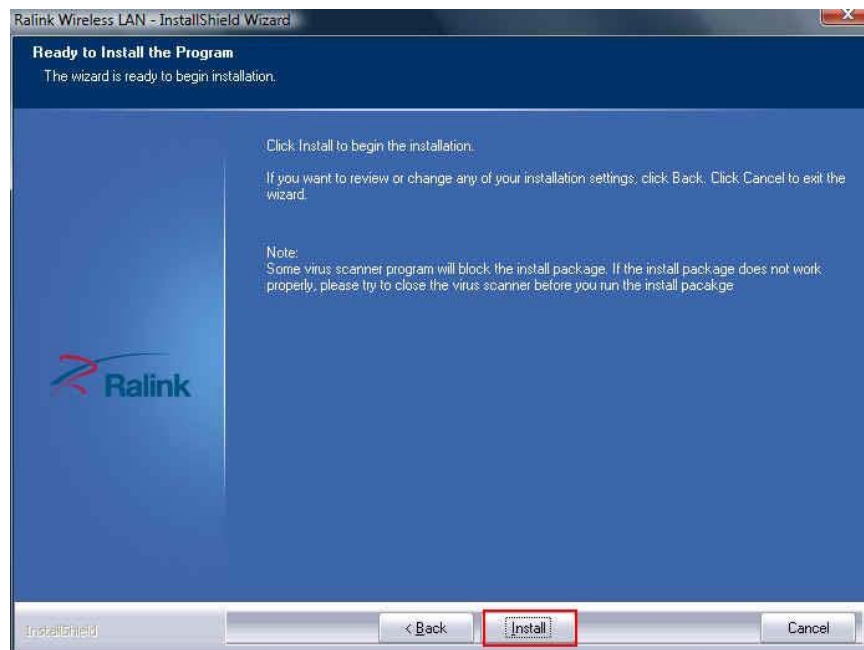 Ralink Wireless LAN - InstallShield Wizard
X
Ready to Install the Program
The wizard is ready to begin installation.
Click Install to begin the installation.
If you want to review or change any of your installation settings, click Back. Click Cancel to exit the
wizard.
Note:
Some virus scanner program will block the install package. If the install package does not work
properly, please try to close the virus scanner before you run the install pacakge
Ralink
InstallShield
< Back
Install
Cancel